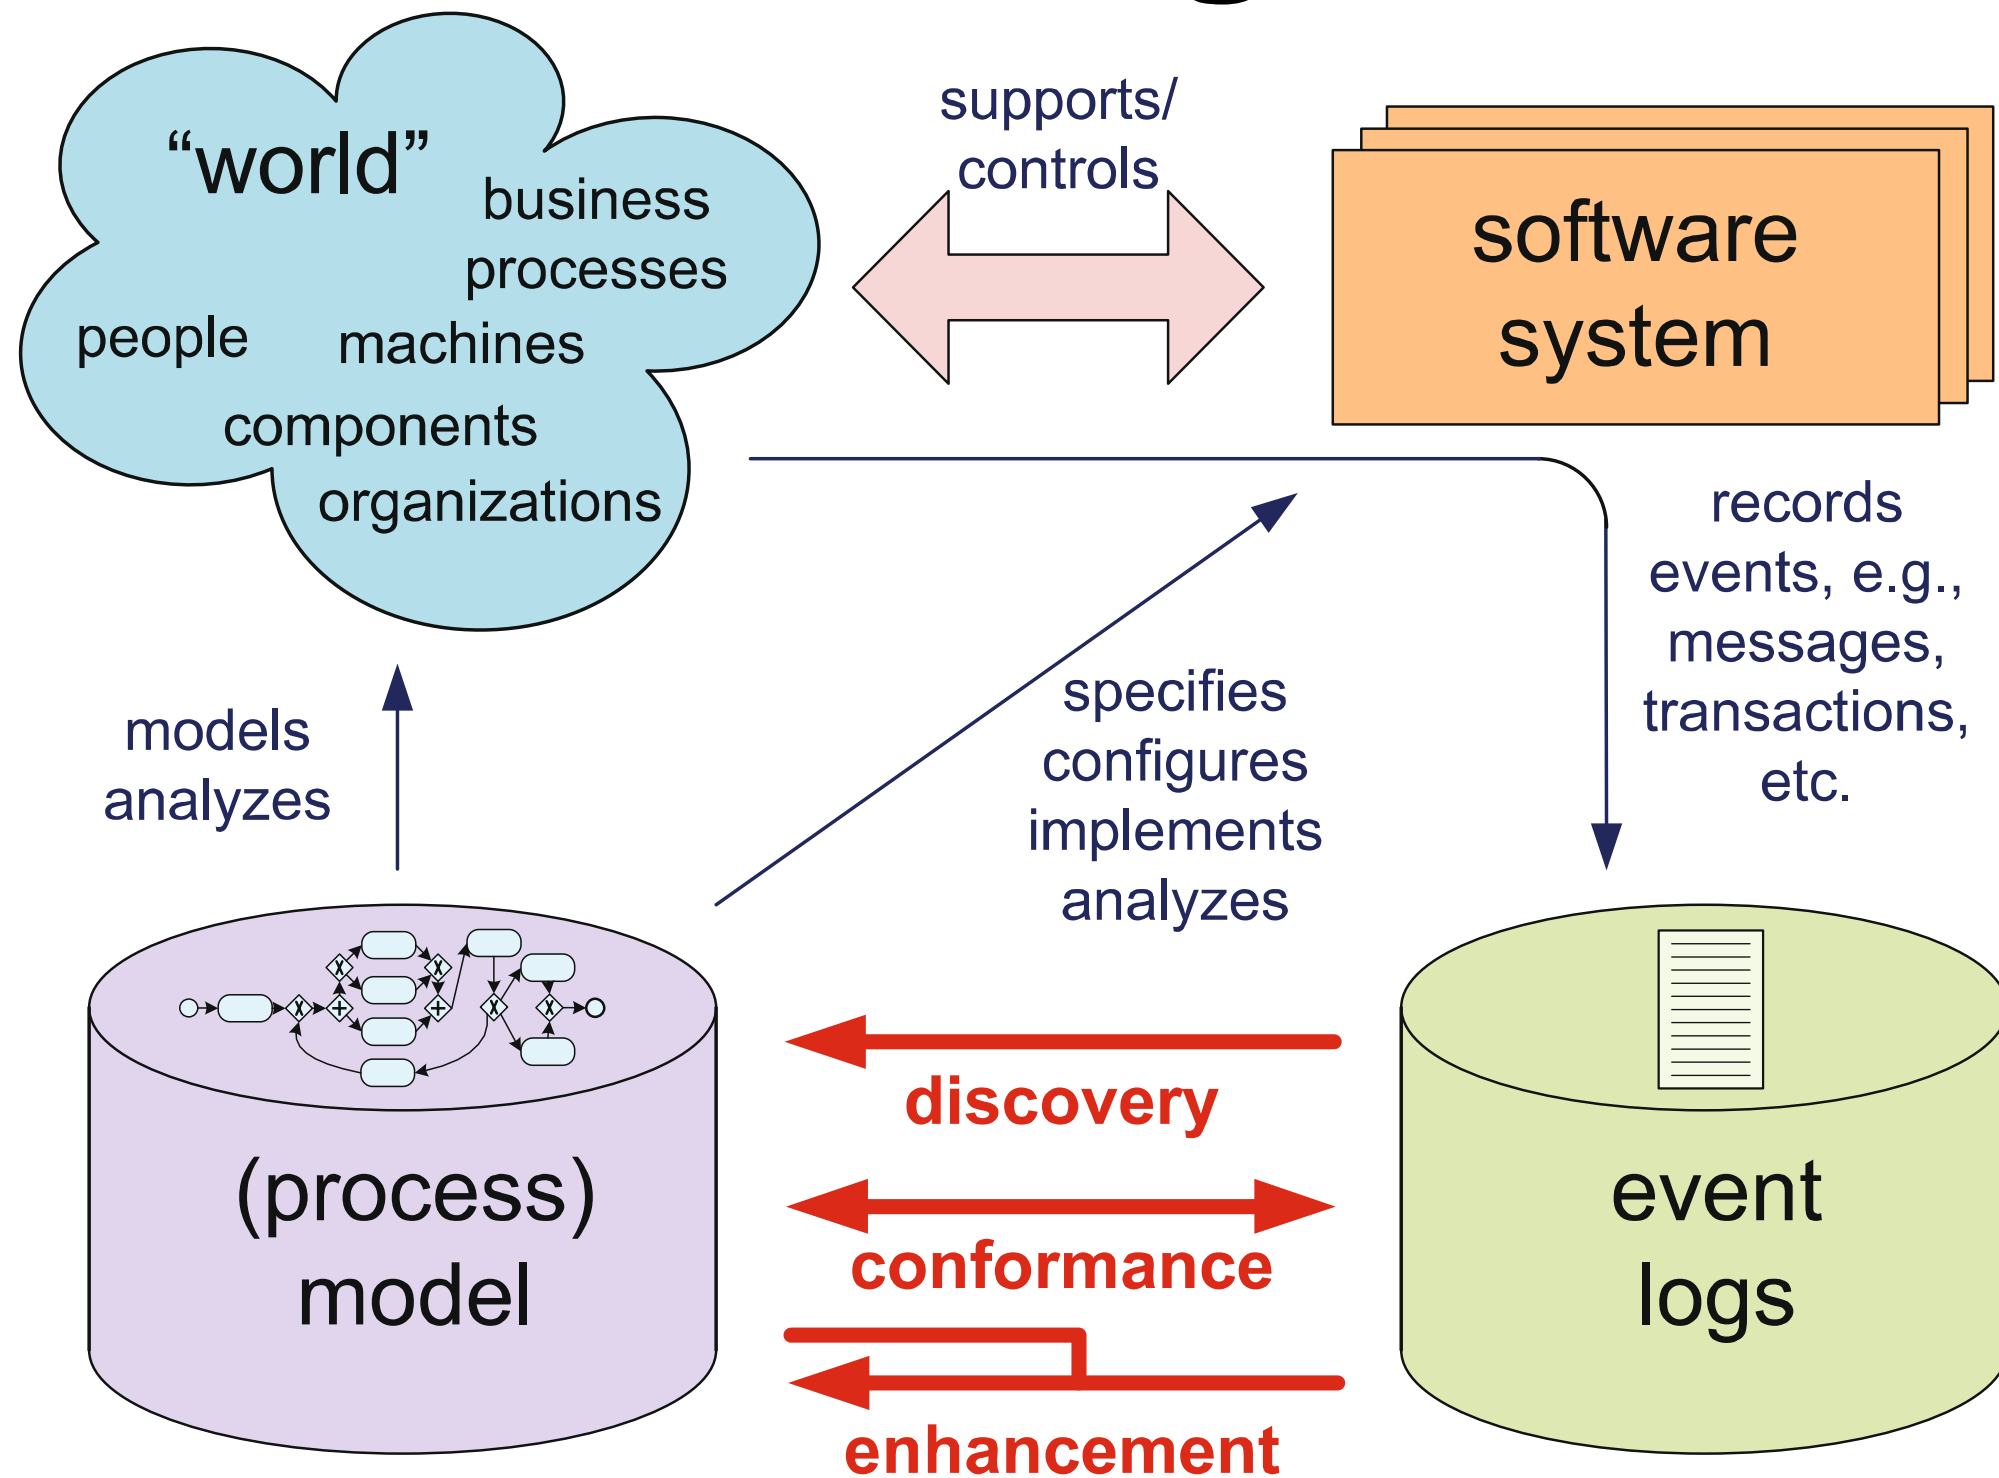 “world”
business
processes
people
machines
components
organizations
supports/
controls
software
system
records
events, e.g.,
messages,
transactions,
etc.
models
analyzes
specifies
configures
implements
analyzes
(process)
model
discovery
conformance
enhancement
event
logs